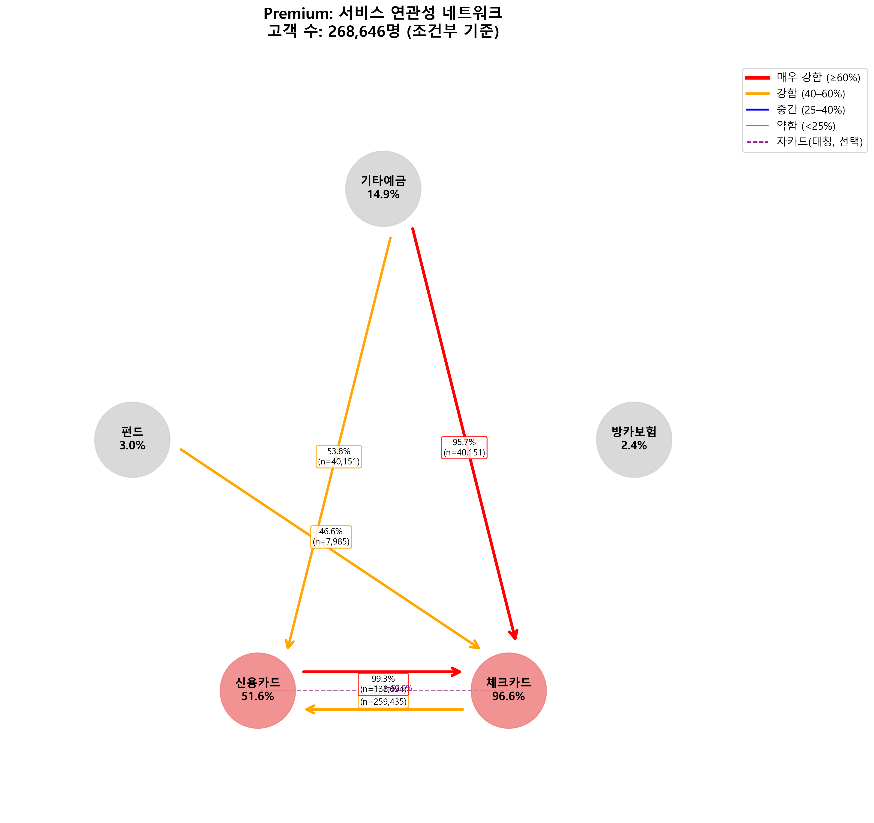 Premium: 서비스 연관성 네트워크
고객 수: 268,646명 (조건부 기준)
매우 강함 (≥60%)
강함 (40–60%)
중간 (25–40%)
약함 (<25%)
자카드(대칭, 선택)
기타예금
14.9%
펀드
3.0%
방카보험
2.4%
95.7%
(n=40,151)
53.8%
(n=40,151)
46.6%
(n=7,985)
신용카드
51.6%
체크카드
96.6%
99.3%
(n=259,435)